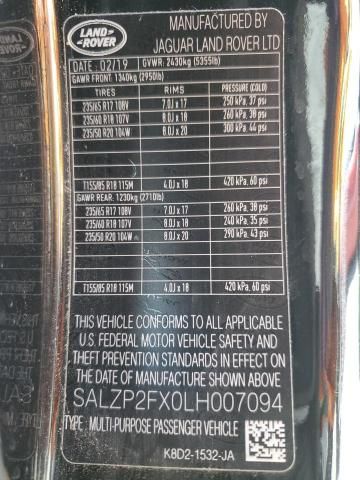 LAND
ROVER
MANUFACTURED BY
JAGUAR LAND ROVER LTD
DATE: 02/19 GVWR: 2430kg (5355lb)
GAWR FRONT: 1340kg (2950lb)
TIRES RIMS PRESSURE (COLD)
235/65 R17 108V 7.0J x 17 250 kPa, 37 psi
235/60 R18 107V 8.0J x 18 260 kPa, 38 psi
235/50 R20 104W 8.0J x 20 300 kPa, 44 psi
T155/85 R18 115M 4.0J x 18 420 kPa, 60 psi
GAWR REAR: 1230kg (2710lb)
235/65 R17 108V 7.0J x 17 260 kPa, 38 psi
235/60 R18 107V 8.0J x 18 240 kPa, 35 psi
235/50 R20 104W 8.0J x 20 290 kPa, 43 psi
T155/85 R18 115M 4.0J x 18 420 kPa, 60 psi
THIS VEHICLE CONFORMS TO ALL APPLICABLE
U.S. FEDERAL MOTOR VEHICLE SAFETY AND
THEFT PREVENTION STANDARDS IN EFFECT ON
THE DATE OF MANUFACTURE SHOWN ABOVE
SALZP2FX0LH007094
TYPE: MULTI-PURPOSE PASSENGER VEHICLE
K8D2-1532-JA